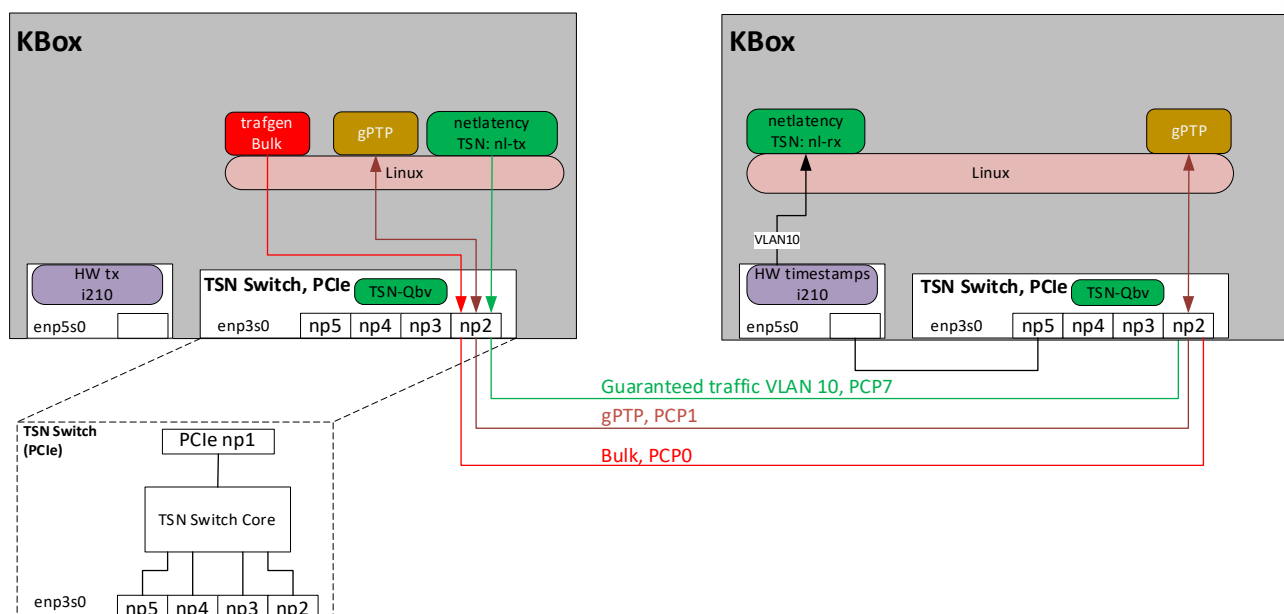 KBox
trafgen
Bulk
gPTP
netlatency
TSN: nl-tx
Linux
HW tx
i210
enp5s0
TSN Switch, PCIe
TSN-Qbv
enp3s0
np5
np4
np3
np2
KBox
netlatency
TSN: nl-rx
gPTP
Linux
VLAN10
HW timestamps
i210
enp5s0
TSN Switch, PCIe
TSN-Qbv
enp3s0
np5
np4
np3
np2
Guaranteed traffic VLAN 10, PCP7
gPTP, PCP1
Bulk, PCP0
TSN Switch
(PCIe)
PCIe np1
TSN Switch Core
enp3s0
np5
np4
np3
np2